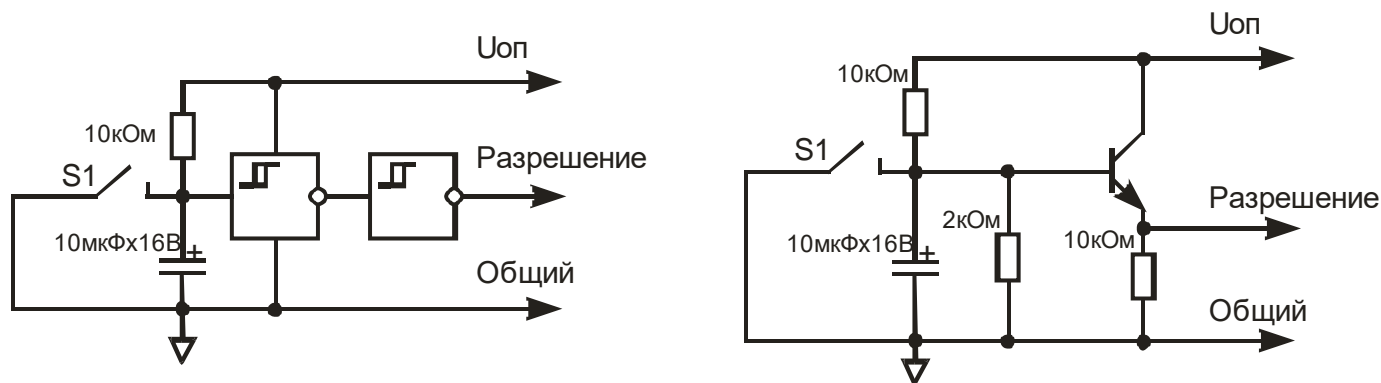 Uоп
10кОм
S1
Разрешение
10мкФх16В
+
Общий
Uоп
10кОм
S1
Разрешение
2кОм
10мкФх16В
+
10кОм
Общий